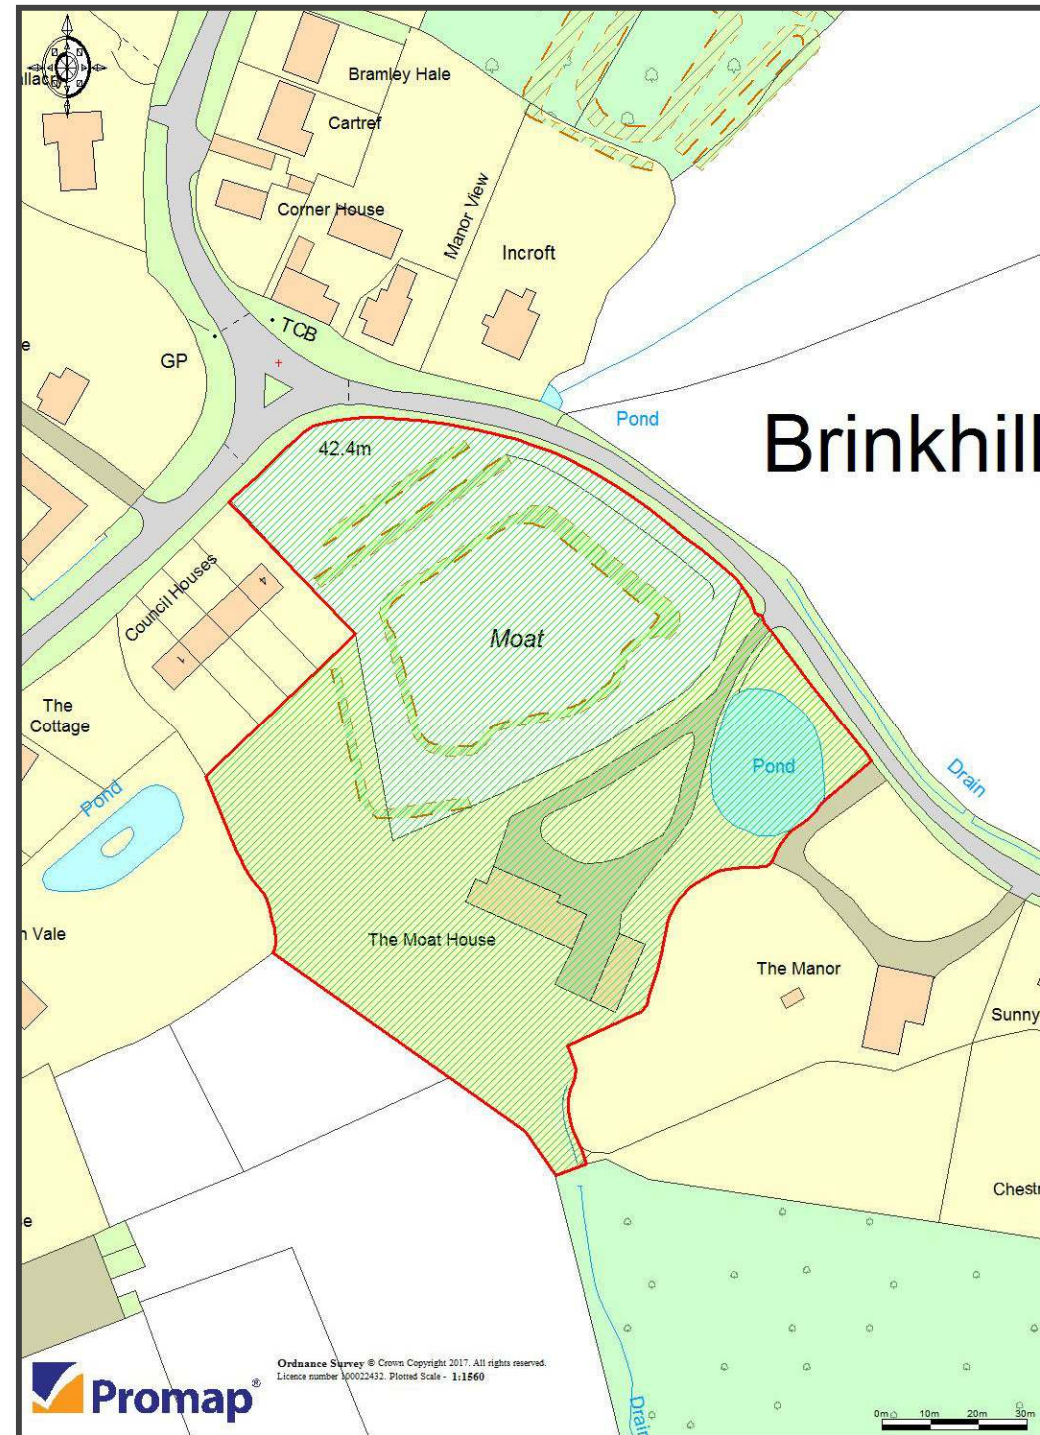 Bramley Hale
Cartref
Corner House
Manor View
Incroft
TCB
GP
Pond
Brinkhill
42.4m
Council Houses
4
1
Moat
The
Cottage
Pond
Pond
Drain
Vale
The Moat House
The Manor
Sunny
Chestn
Drain
Promap®
Ordnance Survey © Crown Copyright 2017. All rights reserved.
Licence number 100022432. Plotted Scale - 1:1560
0m 10m 20m 30m